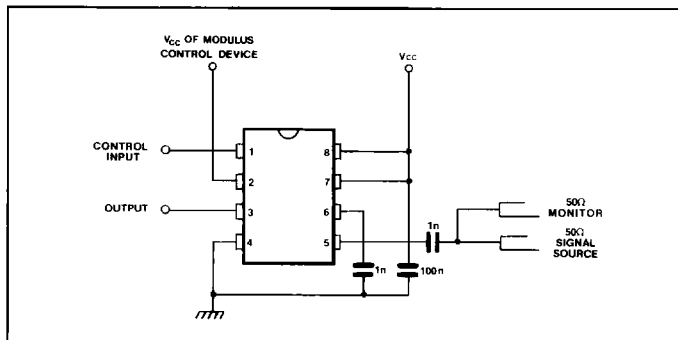 VCC OF MODULUS
CONTROL DEVICE
VCC
CONTROL
INPUT
1
8
2
7
OUTPUT
3
6
4
5
1n
1n
100n
50Ω
MONITOR
50Ω
SIGNAL
SOURCE